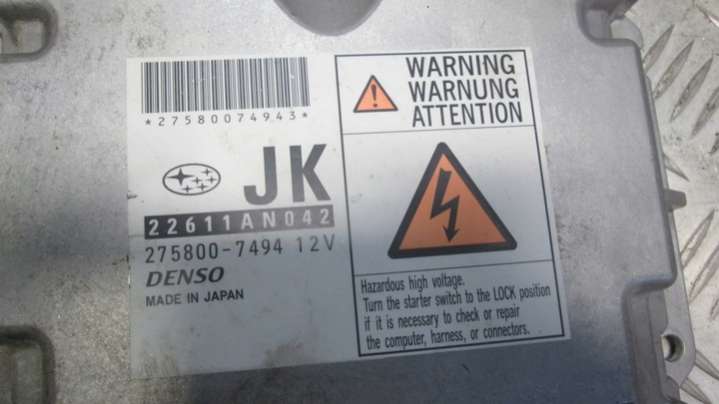 *27580074943*
JK
22611AN042
275800-7494 12V
DENSO
MADE IN JAPAN
WARNING
WARNUNG
ATTENTION
Hazardous high voltage.
Turn the starter switch to the LOCK position
if it is necessary to check or repair
the computer, harness, or connectors.